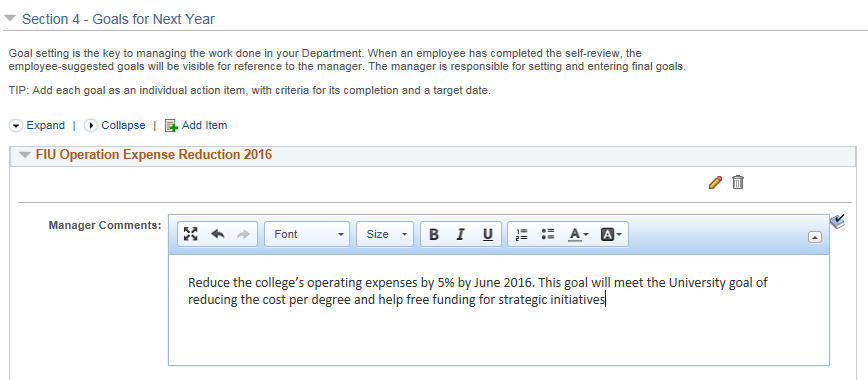 Section 4 - Goals for Next Year
Goal setting is the key to managing the work done in your Department. When an employee has completed the self-review, the
employee-suggested goals will be visible for reference to the manager. The manager is responsible for setting and entering final goals.
TIP: Add each goal as an individual action item, with criteria for its completion and a target date.
Expand | Collapse | Add Item
FIU Operation Expense Reduction 2016
Manager Comments:
Font Size B I U A A
Reduce the college's operating expenses by 5% by June 2016. This goal will meet the University goal of
reducing the cost per degree and help free funding for strategic initiatives